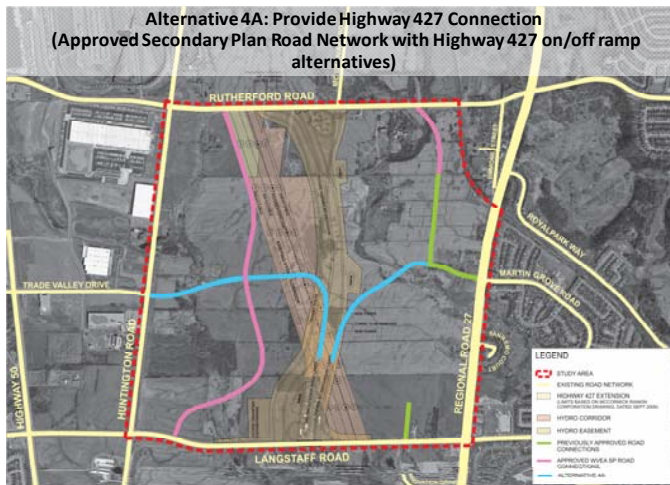 Alternative 4A: Provide Highway 427 Connection
(Approved Secondary Plan Road Network with Highway 427 on/off ramp
alternatives)
RUTHERFORD ROAD
HIGHWAY 50
HUNTINGTON ROAD
TRADE VALLEY DRIVE
REGIONAL ROAD 27
ROYALPARK WAY
MARTIN GROVE ROAD
LANGSTAFF ROAD
LEGEND
STUDY AREA
EXISTING ROAD NETWORK
HIGHWAY 427 EXTENSION
HYDRO CORRIDOR
HYDRO EASEMENT
PREVIOUSLY APPROVED ROAD
CONNECTIONS
APPROVED WVEA SP ROAD
CONNECTIONS
ALTERNATIVE 4A